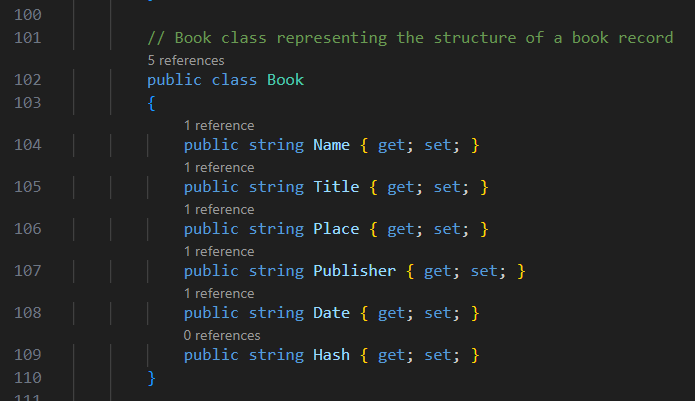 100
101 // Book class representing the structure of a book record
5 references
102 public class Book
103 {
1 reference
104 public string Name { get; set; }
1 reference
105 public string Title { get; set; }
1 reference
106 public string Place { get; set; }
1 reference
107 public string Publisher { get; set; }
1 reference
108 public string Date { get; set; }
0 references
109 public string Hash { get; set; }
110 }
111